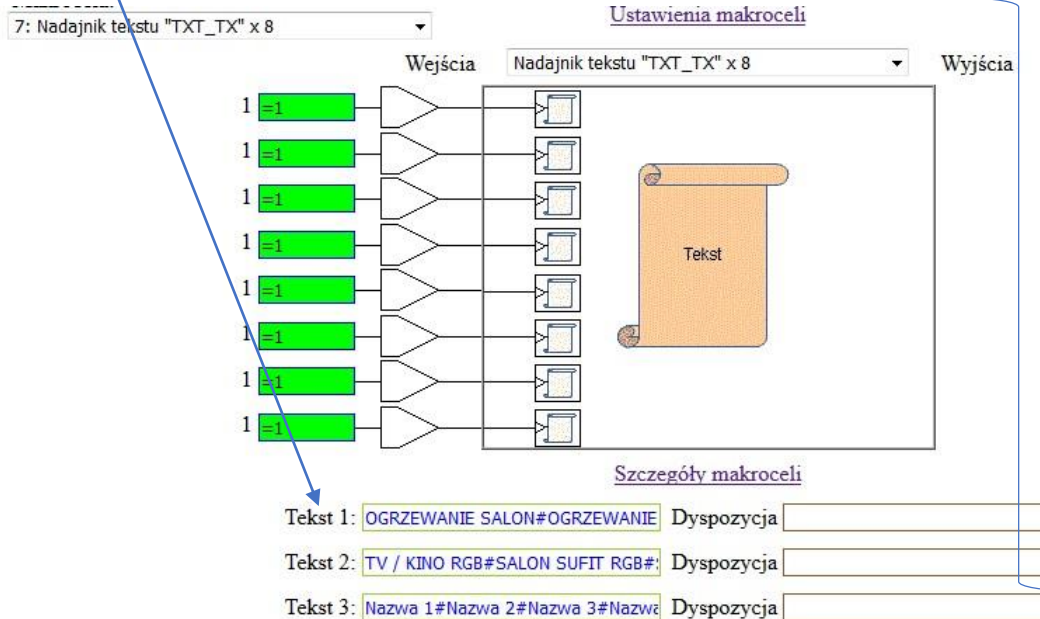 7: Nadajnik tekstu "TXT_TX" x 8
Ustawienia makroceli
Wejścia
Nadajnik tekstu "TXT_TX" x 8
Wyjścia
1 =1
1 =1
1 =1
1 =1
1 =1
1 =1
1 =1
1 =1
Tekst
Szczegóły makroceli
Tekst 1: OGRZEWANIE SALON#OGRZEWANIE Dyspozycja
Tekst 2: TV / KINO RGB#SALON SUFIT RGB# Dyspozycja
Tekst 3: Nazwa 1#Nazwa 2#Nazwa 3#Nazwa Dyspozycja